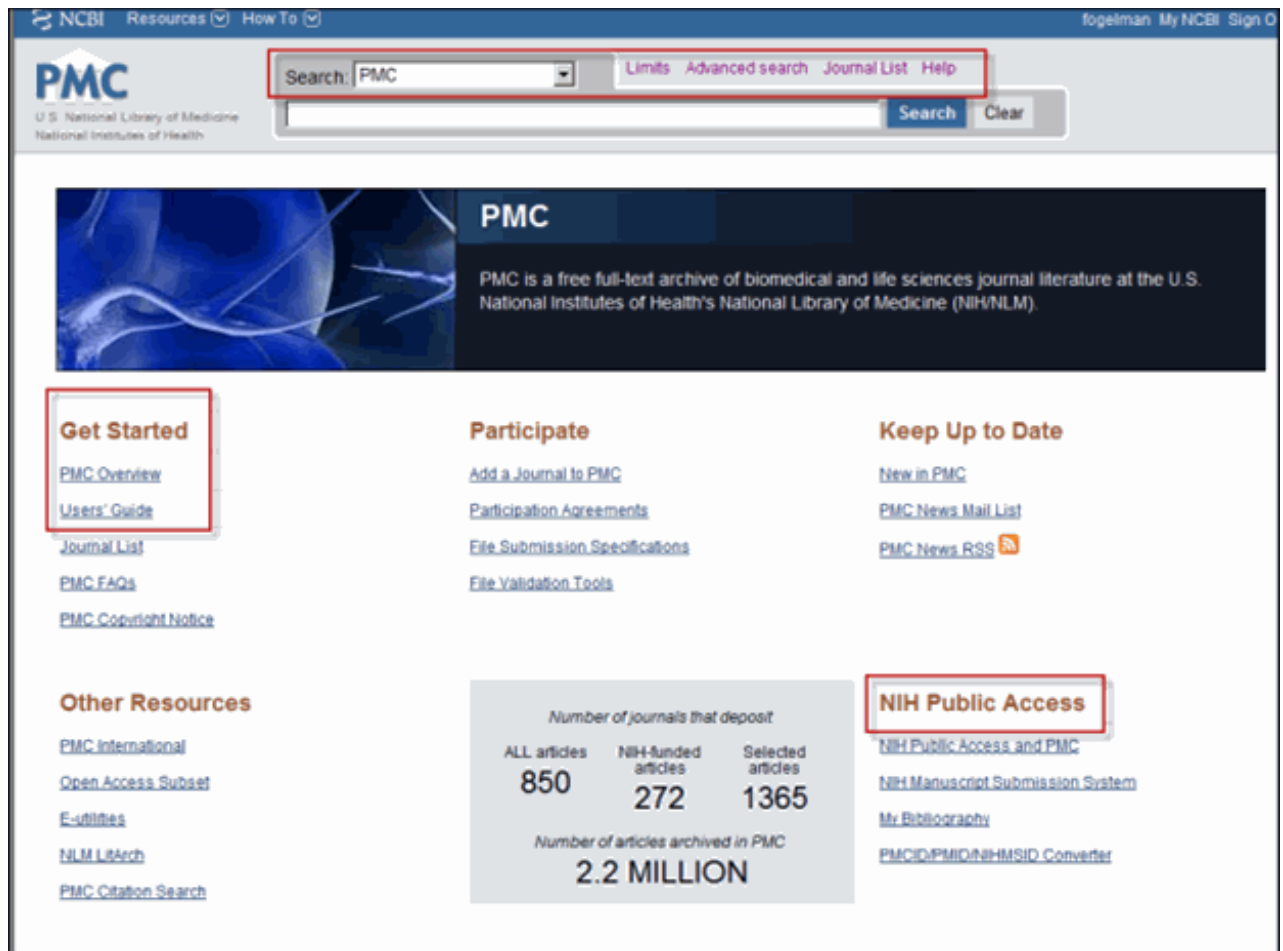 NCBI Resources How To fogelman My NCBI Sign O
PMC
U.S. National Library of Medicine
National Institutes of Health
Search: PMC Limits Advanced search Journal List Help
Search Clear
PMC
PMC is a free full-text archive of biomedical and life sciences journal literature at the U.S.
National Institutes of Health's National Library of Medicine (NIH/NLM).
Get Started
PMC Overview
Users' Guide
Journal List
PMC FAQs
PMC Copyright Notice
Participate
Add a Journal to PMC
Participation Agreements
File Submission Specifications
File Validation Tools
Keep Up to Date
New in PMC
PMC News Mail List
PMC News RSS
Other Resources
PMC International
Open Access Subset
E-utilities
NLM LitArch
PMC Citation Search
Number of journals that deposit
ALL articles
850
NIH-funded
articles
272
Selected
articles
1365
Number of articles archived in PMC
2.2 MILLION
NIH Public Access
NIH Public Access and PMC
NIH Manuscript Submission System
My Bibliography
PMCID/PMID/NIHMSID Converter